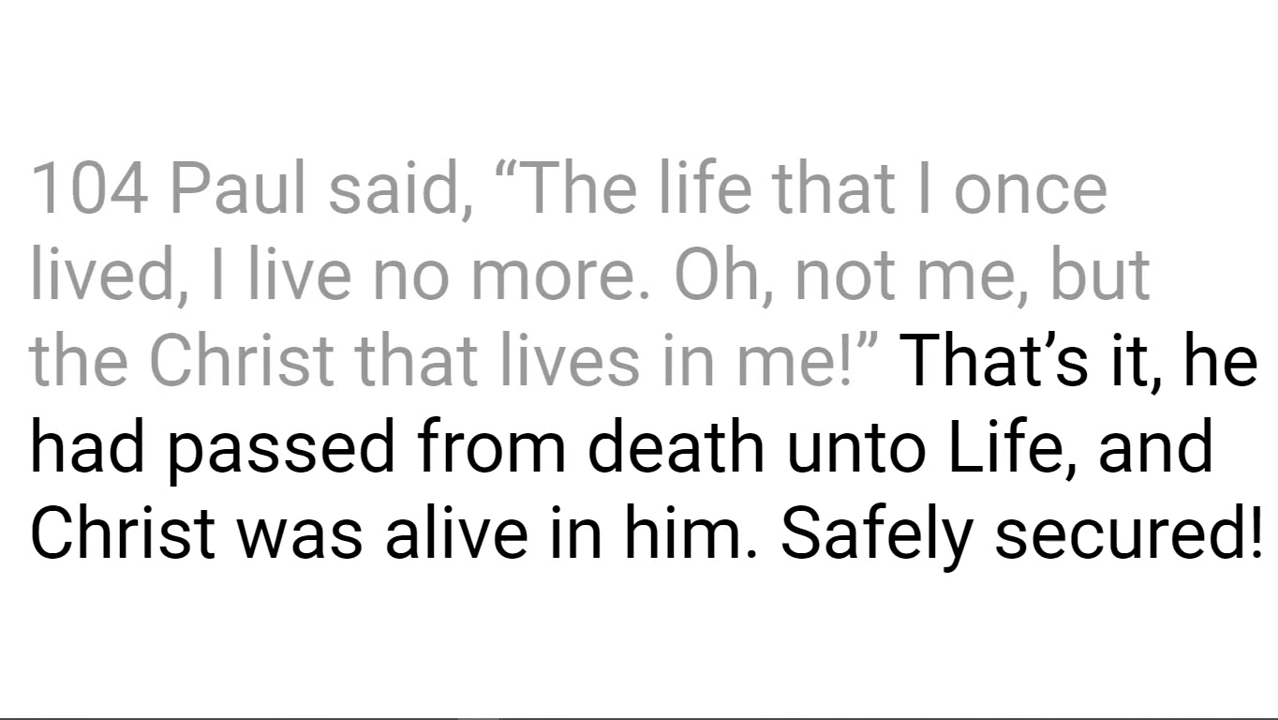 104 Paul said, “The life that I once
lived, I live no more. Oh, not me, but
the Christ that lives in me!” That’s it, he
had passed from death unto Life, and
Christ was alive in him. Safely secured!